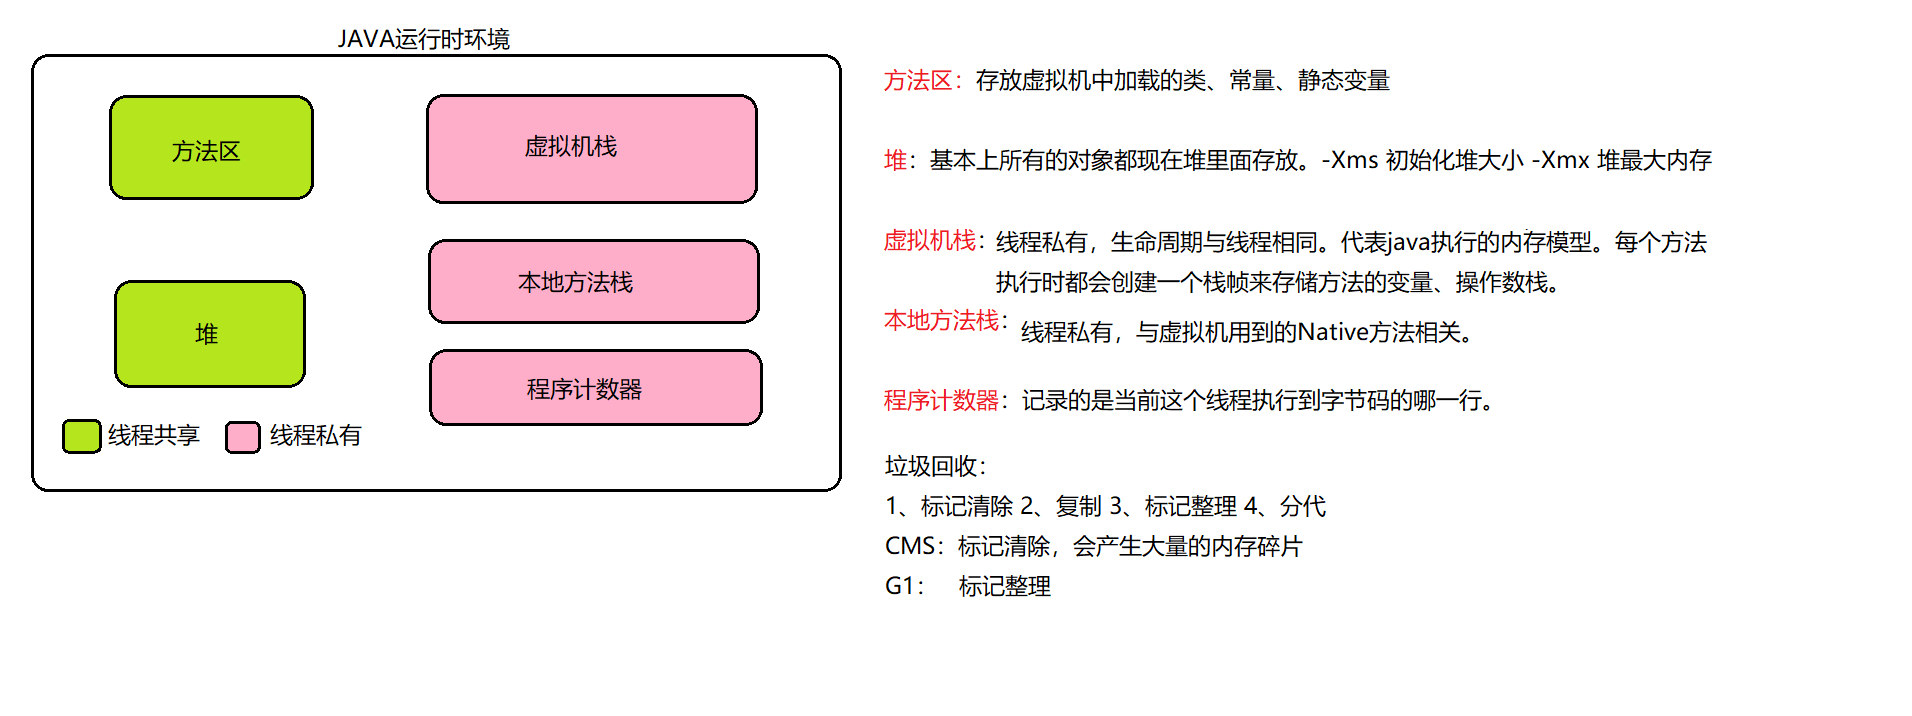 JAVA运行时环境
方法区
虚拟机栈
本地方法栈
堆
程序计数器
线程共享
线程私有
方法区：存放虚拟机中加载的类、常量、静态变量
堆：基本上所有的对象都现在堆里面存放。-Xms 初始化堆大小 -Xmx 堆最大内存
虚拟机栈：线程私有，生命周期与线程相同。代表java执行的内存模型。每个方法
执行时都会创建一个栈帧来存储方法的变量、操作数栈。
本地方法栈：线程私有，与虚拟机用到的Native方法相关。
程序计数器：记录的是当前这个线程执行到字节码的哪一行。
垃圾回收：
1、标记清除 2、复制 3、标记整理 4、分代
CMS：标记清除，会产生大量的内存碎片
G1： 标记整理